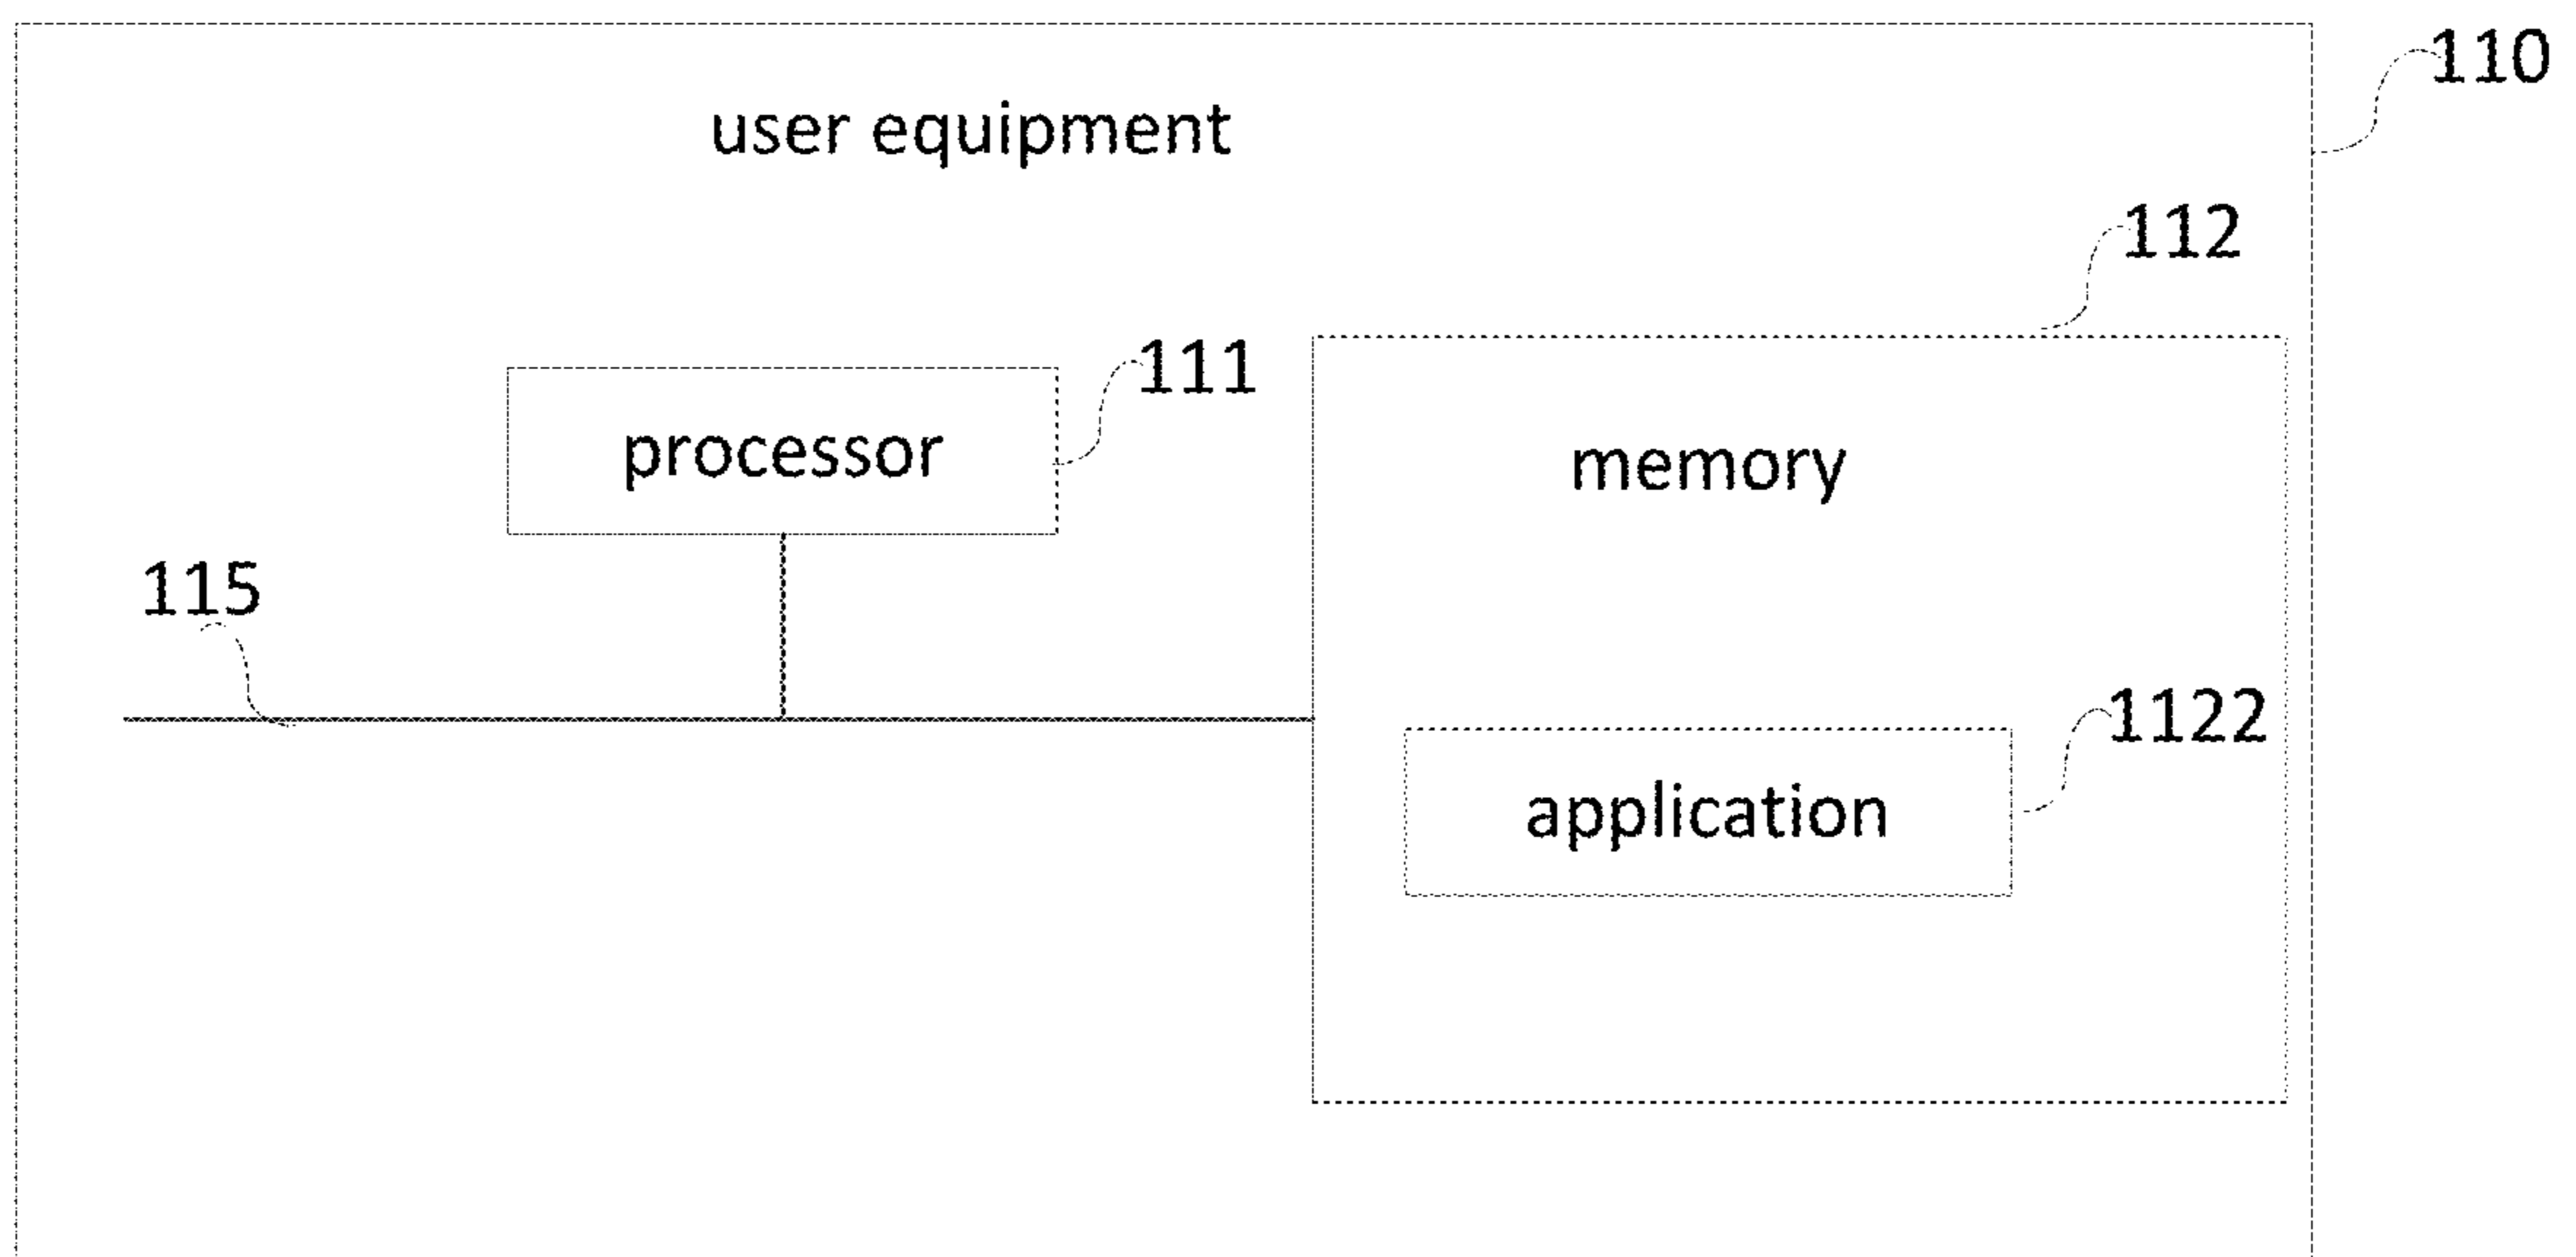 110
user equipment
112
111
processor
memory
115
1122
application